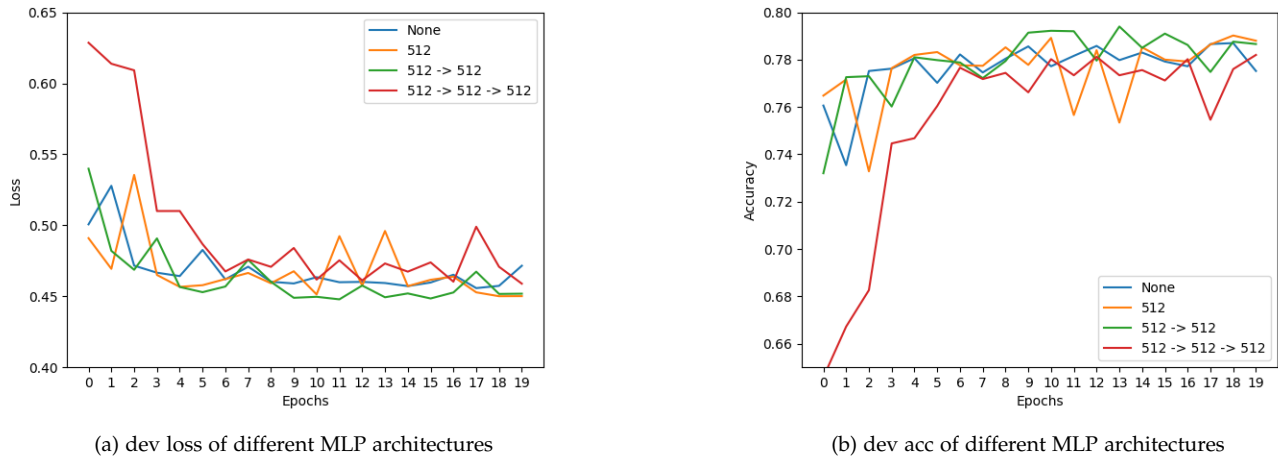 0.65
0.60
0.55
0.50
0.45
0.40
Loss
None
512
512 -> 512
512 -> 512 -> 512
0 1 2 3 4 5 6 7 8 9 10 11 12 13 14 15 16 17 18 19
Epochs
(a) dev loss of different MLP architectures
0.80
0.78
0.76
0.74
0.72
0.70
0.68
0.66
Accuracy
None
512
512 -> 512
512 -> 512 -> 512
0 1 2 3 4 5 6 7 8 9 10 11 12 13 14 15 16 17 18 19
Epochs
(b) dev acc of different MLP architectures